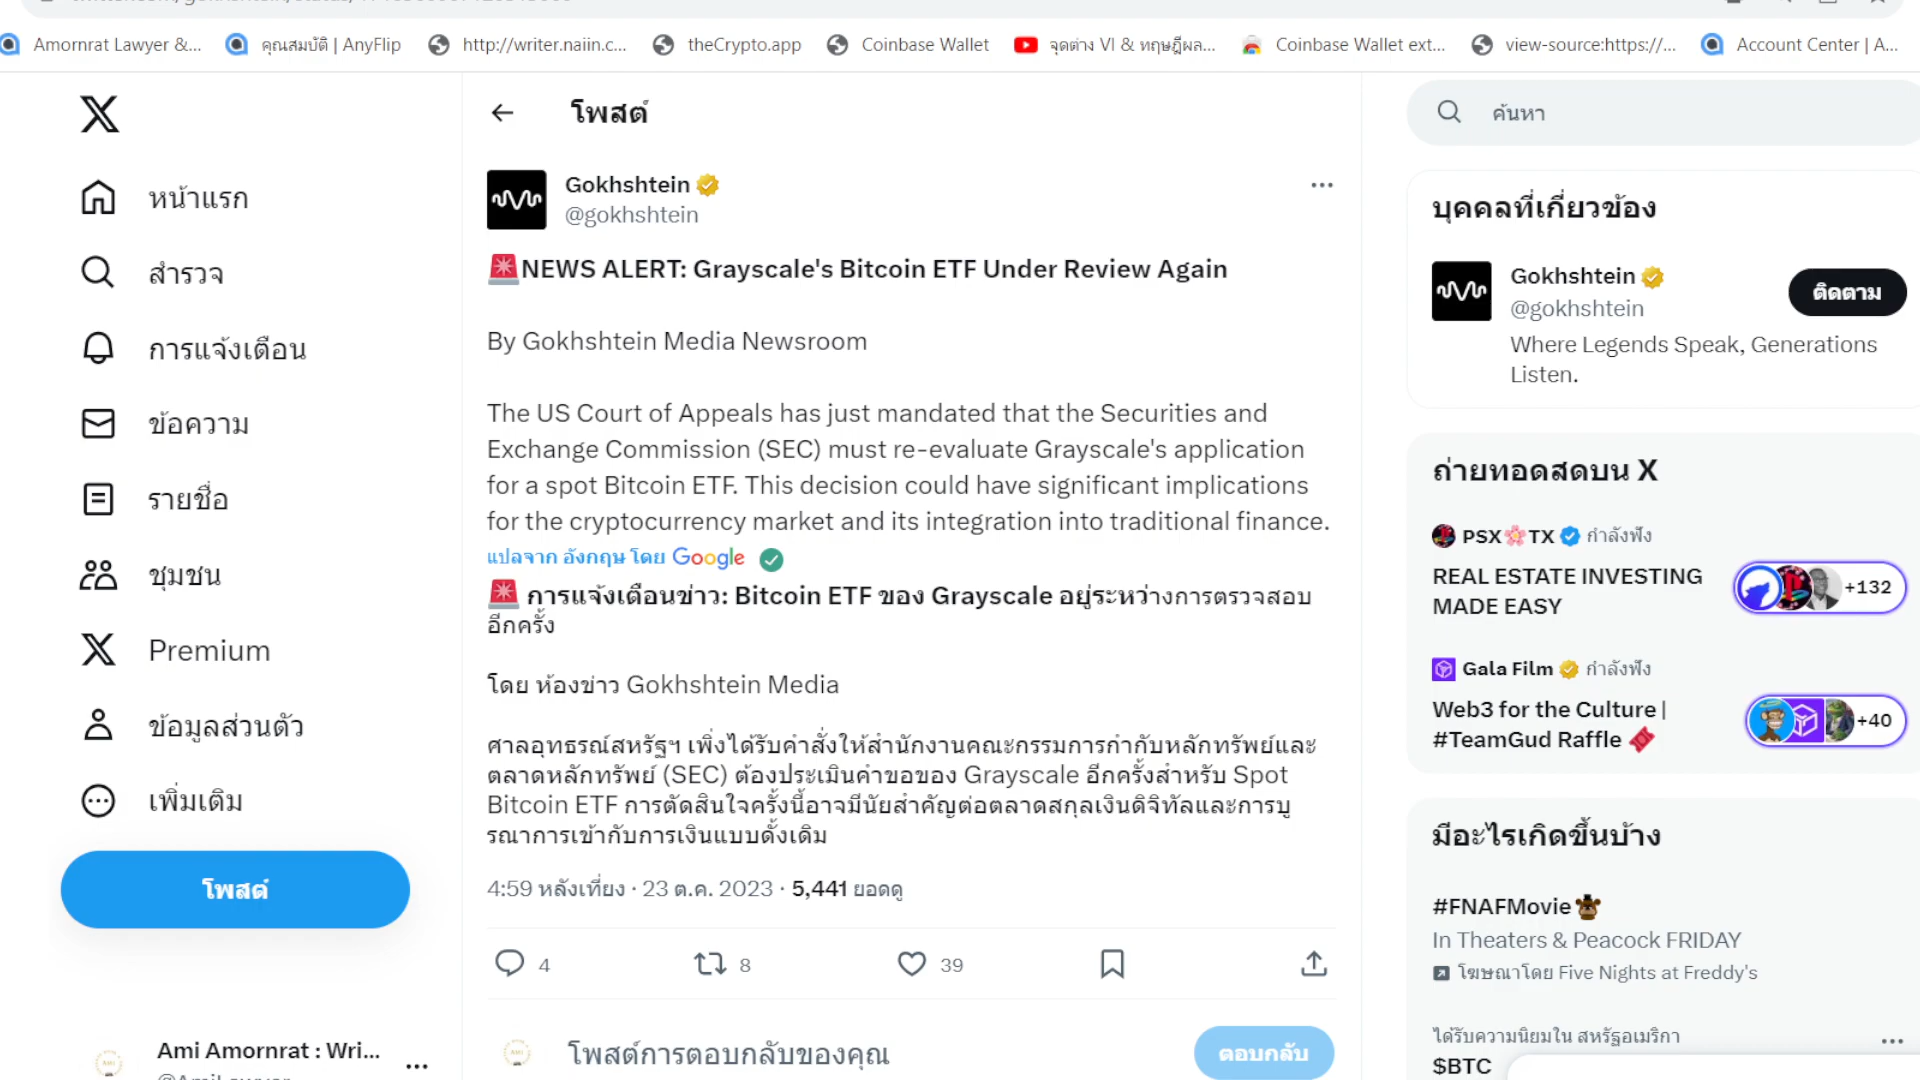 Amornrat Lawyer &...
คุณสมบัติ | AnyFlip
http://writer.naiin.c...
theCrypto.app
Coinbase Wallet
จุดต่าง VI & ทฤษฎีผล...
Coinbase Wallet ext...
view-source:https://...
Account Center | A...
หน้าแรก
สำรวจ
การแจ้งเตือน
ข้อความ
รายชื่อ
ชุมชน
Premium
ข้อมูลส่วนตัว
เพิ่มเติม
โพสต์
Ami Amornrat : Wri...
โพสต์
Gokhshtein
@gokhshtein
NEWS ALERT: Grayscale's Bitcoin ETF Under Review Again
By Gokhshtein Media Newsroom
The US Court of Appeals has just mandated that the Securities and
Exchange Commission (SEC) must re-evaluate Grayscale's application
for a spot Bitcoin ETF. This decision could have significant implications
for the cryptocurrency market and its integration into traditional finance.
แปลจาก อังกฤษ โดย Google
การแจ้งเตือนข่าว: Bitcoin ETF ของ Grayscale อยู่ระหว่างการตรวจสอบ
อีกครั้ง
โดย ห้องข่าว Gokhshtein Media
ศาลอุทธรณ์สหรัฐฯ เพิ่งได้รับคำสั่งให้สำนักงานคณะกรรมการกำกับหลักทรัพย์และ
ตลาดหลักทรัพย์ (SEC) ต้องประเมินคำขอของ Grayscale อีกครั้งสำหรับ Spot
Bitcoin ETF การตัดสินใจครั้งนี้อาจมีนัยสำคัญต่อตลาดสกุลเงินดิจิทัลและการบู
รณาการเข้ากับการเงินแบบดั้งเดิม
4:59 หลังเที่ยง · 23 ต.ค. 2023 · 5,441 ยอดดู
4 8 39
โพสต์การตอบกลับของคุณ
ตอบกลับ
ค้นหา
บุคคลที่เกี่ยวข้อง
Gokhshtein
@gokhshtein
ติดตาม
Where Legends Speak, Generations
Listen.
ถ่ายทอดสดบน X
PSX TX กำลังฟัง
REAL ESTATE INVESTING
MADE EASY
+132
Gala Film กำลังฟัง
Web3 for the Culture |
#TeamGud Raffle
+40
มีอะไรเกิดขึ้นบ้าง
#FNAFMovie
In Theaters & Peacock FRIDAY
โฆษณาโดย Five Nights at Freddy's
ได้รับความนิยมใน สหรัฐอเมริกา
$BTC